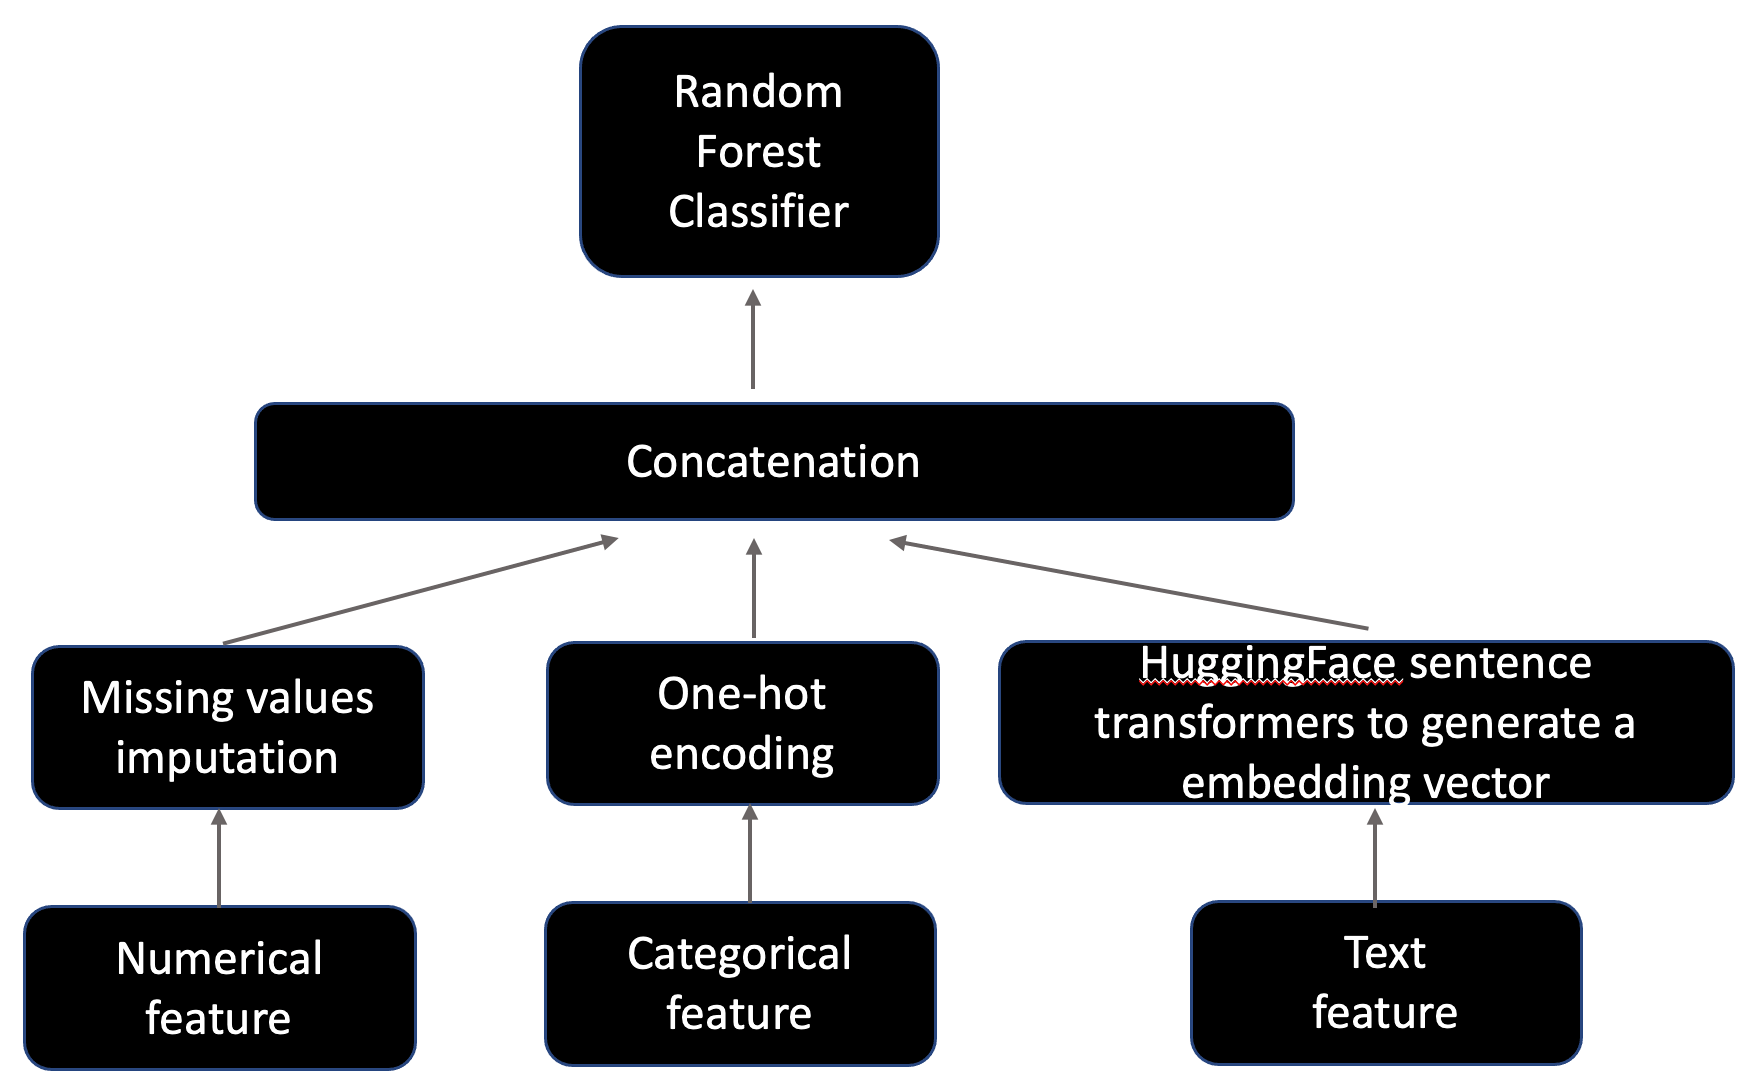 Random
Forest
Classifier
Concatenation
Missing values
imputation
One-hot
encoding
HuggingFace sentence
transformers to generate a
embedding vector
Numerical
feature
Categorical
feature
Text
feature